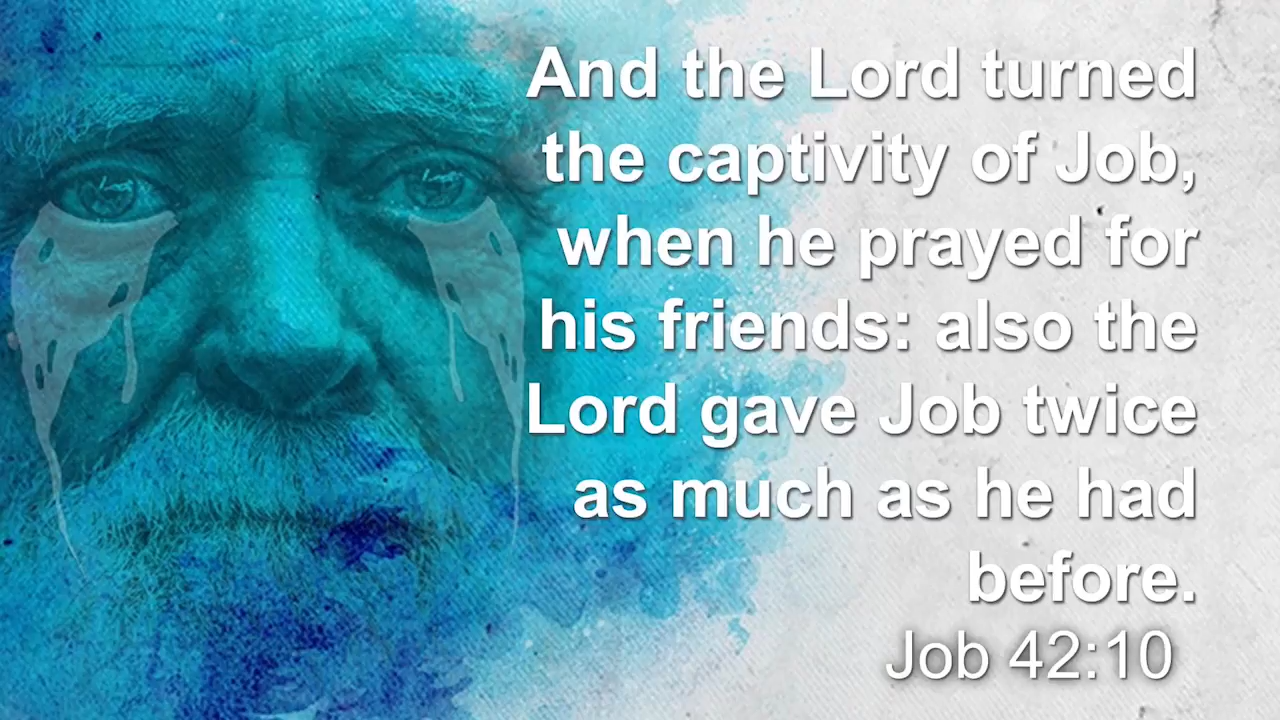 And the Lord turned
the captivity of Job,
when he prayed for
his friends: also the
Lord gave Job twice
as much as he had
before.
Job 42:10